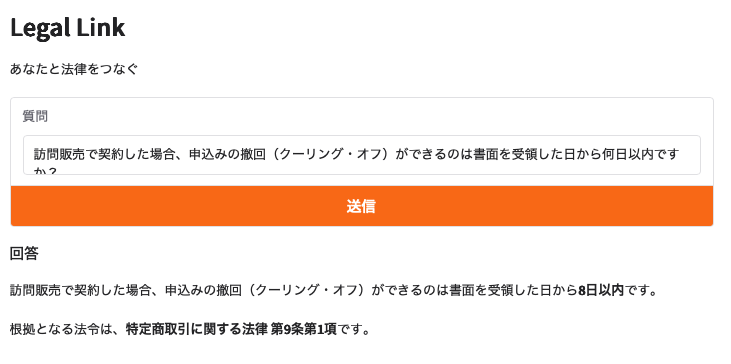 Legal Link
あなたと法律をつなぐ
質問
訪問販売で契約した場合、申込みの撤回（クーリング・オフ）ができるのは書面を受領した日から何日以内です
か？
送信
回答
訪問販売で契約した場合、申込みの撤回（クーリング・オフ）ができるのは書面を受領した日から8日以内です。
根拠となる法令は、特定商取引に関する法律 第9条第1項です。